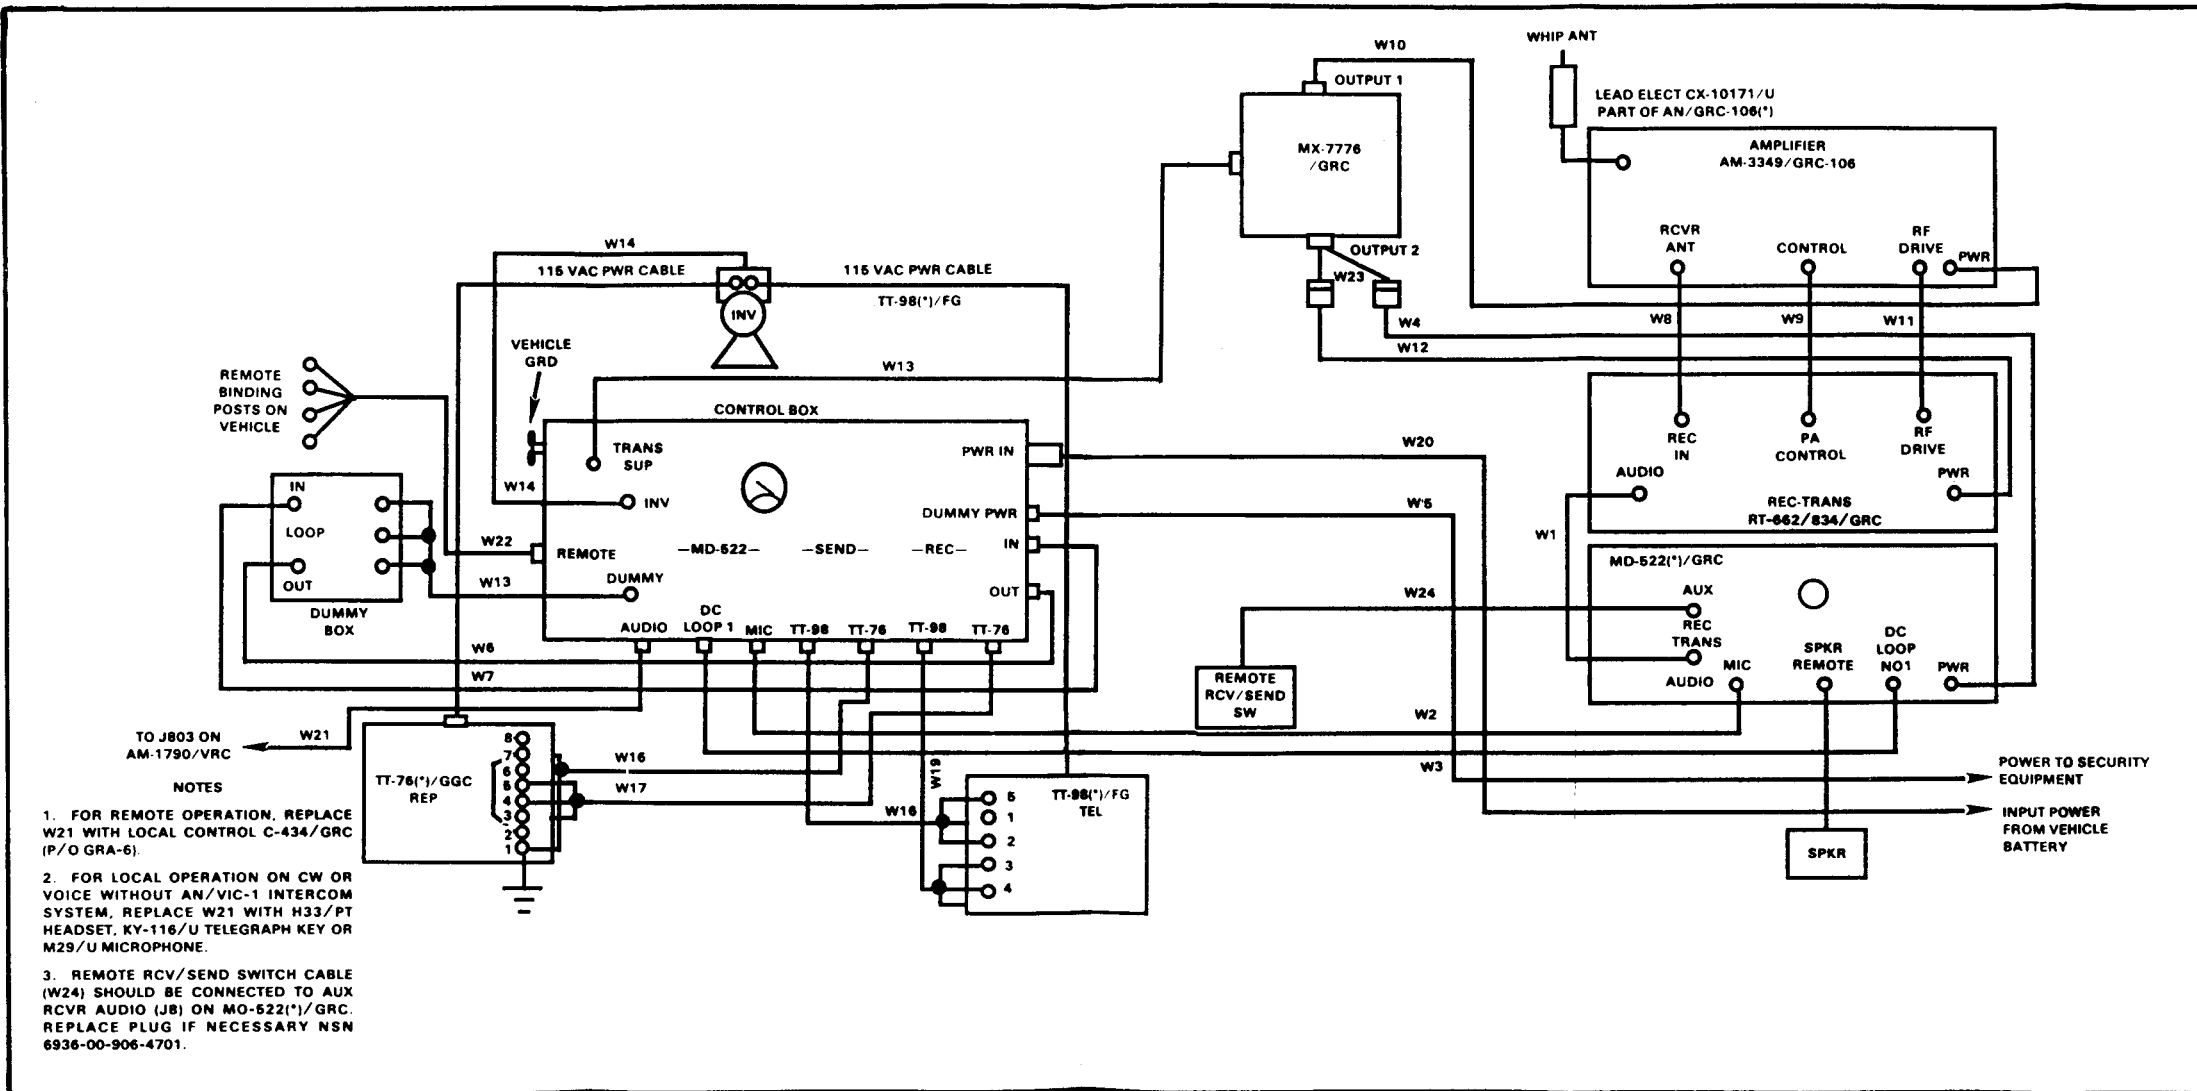 W10
OUTPUT 1
WHIP ANT
LEAD ELECT CX-10171/U
PART OF AN/GRC-106(*)
MX-7776
/GRC
AMPLIFIER
AM-3349/GRC-106
RCVR
ANT
CONTROL
RF
DRIVE
PWR
OUTPUT 2
W23
W14
115 VAC PWR CABLE
115 VAC PWR CABLE
TT-98(*)/FG
INV
W4
W12
W8
W9
W11
VEHICLE
GRD
W13
REMOTE
BINDING
POSTS ON
VEHICLE
CONTROL BOX
TRANS
SUP
PWR IN
W20
REC
IN
PA
CONTROL
RF
DRIVE
AUDIO
PWR
REC-TRANS
RT-662/834/GRC
IN
LOOP
OUT
DUMMY
BOX
W14
INV
DUMMY PWR
W5
W22
REMOTE
—MD-522—
—SEND—
—REC—
IN
W1
W13
DUMMY
OUT
AUDIO
DC
LOOP 1
MIC
TT-98
TT-76
TT-98
TT-76
MD-522(*)/GRC
AUX
REC
TRANS
AUDIO
MIC
SPKR
REMOTE
DC
LOOP
NO1
PWR
W24
REMOTE
RCV/SEND
SW
W6
W7
W2
W3
TO J803 ON
AM-1790/VRC
W21
TT-76(*)/GGC
REP
8
7
6
5
4
3
2
1
W16
W17
W19
W16
TT-98(*)/FG
TEL
5
1
2
3
4
POWER TO SECURITY
EQUIPMENT
INPUT POWER
FROM VEHICLE
BATTERY
SPKR
NOTES
1. FOR REMOTE OPERATION, REPLACE
W21 WITH LOCAL CONTROL C-434/GRC
(P/O GRA-6).
2. FOR LOCAL OPERATION ON CW OR
VOICE WITHOUT AN/VIC-1 INTERCOM
SYSTEM, REPLACE W21 WITH H33/PT
HEADSET, KY-116/U TELEGRAPH KEY OR
M29/U MICROPHONE.
3. REMOTE RCV/SEND SWITCH CABLE
(W24) SHOULD BE CONNECTED TO AUX
RCVR AUDIO (J8) ON MO-522(*)/GRC.
REPLACE PLUG IF NECESSARY NSN
6936-00-906-4701.